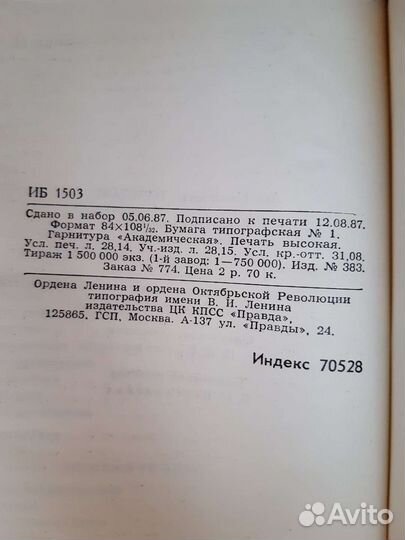 ИБ 1503
Сдано в набор 05.06.87. Подписано к печати 12.08.87.
Формат 84×108¹/₃₂. Бумага типографская № 1.
Гарнитура «Академическая». Печать высокая.
Усл. печ. л. 28,14. Уч.-изд. л. 28,15. Усл. кр.-отт. 31,08.
Тираж 1 500 000 экз. (1-й завод: 1—750 000). Изд. № 383.
Заказ № 774. Цена 2 р. 70 к.
Ордена Ленина и ордена Октябрьской Революции
типография имени В. И. Ленина
издательства ЦК КПСС «Правда»,
125865. ГСП, Москва. А-137 ул. «Правды», 24.
Индекс 70528
Avito